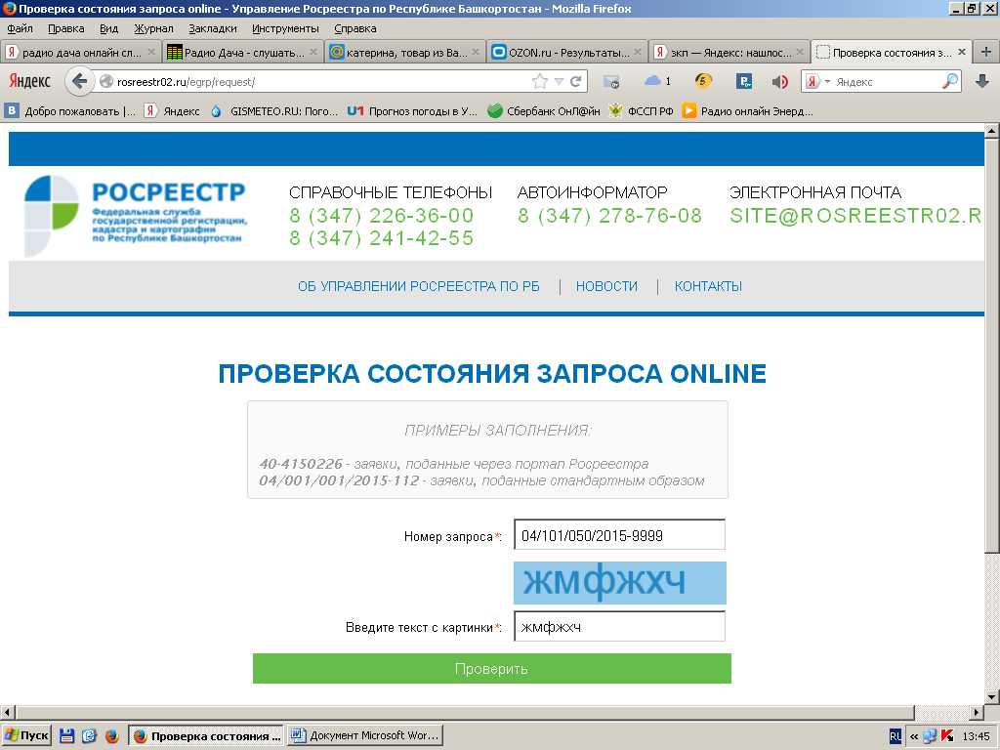 Проверка состояния запроса online - Управление Росреестра по Республике Башкортостан - Mozilla Firefox
Файл Правка Вид Журнал Закладки Инструменты Справка
радио дача онлайн сл... Радио Дача - слушать... катерина, товар из Ва... OZON.ru - Результаты... зкп — Яндекс: нашлос... Проверка состояния з...
Яндекс rosreestr02.ru/egrp/request/ 1 5 Яндекс
Добро пожаловать |... Яндекс GISMETEO.RU: Пого... Прогноз погоды в У... Сбербанк ОнЛ@йн ФССП РФ Радио онлайн Энерд...
РОСРЕЕСТР
Федеральная служба
государственной регистрации,
кадастра и картографии
по Республике Башкортостан
СПРАВОЧНЫЕ ТЕЛЕФОНЫ
8 (347) 226-36-00
8 (347) 241-42-55
АВТОИНФОРМАТОР
8 (347) 278-76-08
ЭЛЕКТРОННАЯ ПОЧТА
SITE@ROSREESTR02.R
ОБ УПРАВЛЕНИИ РОСРЕЕСТРА ПО РБ | НОВОСТИ | КОНТАКТЫ
ПРОВЕРКА СОСТОЯНИЯ ЗАПРОСА ONLINE
ПРИМЕРЫ ЗАПОЛНЕНИЯ:
40-4150226 - заявки, поданные через портал Росреестра
04/001/001/2015-112 - заявки, поданные стандартным образом
Номер запроса*: 04/101/050/2015-9999
жмфжхч
Введите текст с картинки*: жмфжхч
Проверить
Пуск Проверка состояния ... Документ Microsoft Wor... RU « 13:45